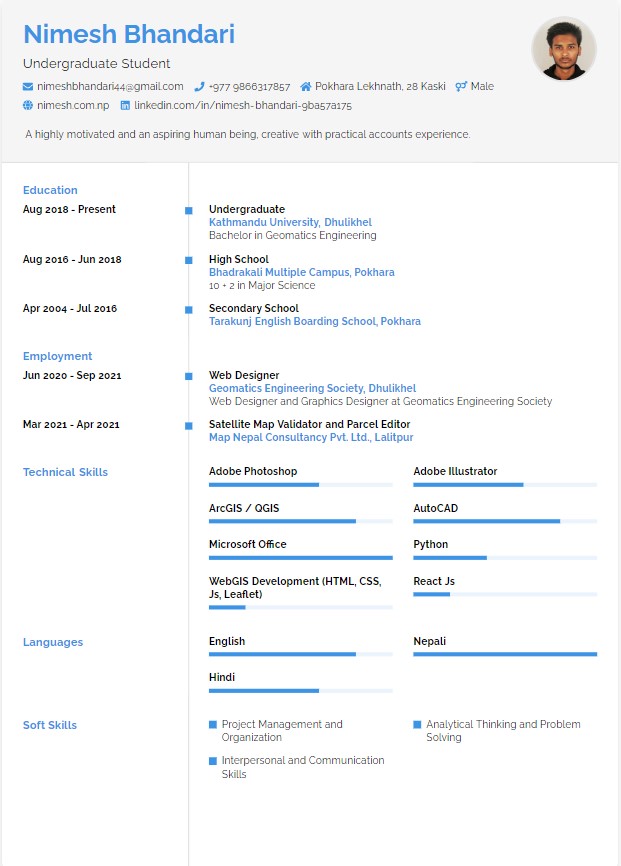 Nimesh Bhandari
Undergraduate Student
nimeshbhandari44@gmail.com +977 9866317857 Pokhara Lekhnath, 28 Kaski Male
nimesh.com.np linkedin.com/in/nimesh-bhandari-9ba57a175
A highly motivated and an aspiring human being, creative with practical accounts experience.
Education
Aug 2018 - Present Undergraduate
Kathmandu University, Dhulikhel
Bachelor in Geomatics Engineering
Aug 2016 - Jun 2018 High School
Bhadrakali Multiple Campus, Pokhara
10 + 2 in Major Science
Apr 2004 - Jul 2016 Secondary School
Tarakunj English Boarding School, Pokhara
Employment
Jun 2020 - Sep 2021 Web Designer
Geomatics Engineering Society, Dhulikhel
Web Designer and Graphics Designer at Geomatics Engineering Society
Mar 2021 - Apr 2021 Satellite Map Validator and Parcel Editor
Map Nepal Consultancy Pvt. Ltd., Lalitpur
Technical Skills Adobe Photoshop Adobe Illustrator
ArcGIS / QGIS AutoCAD
Microsoft Office Python
WebGIS Development (HTML, CSS, React Js
Js, Leaflet)
Languages English Nepali
Hindi
Soft Skills Project Management and Analytical Thinking and Problem
Organization Solving
Interpersonal and Communication
Skills